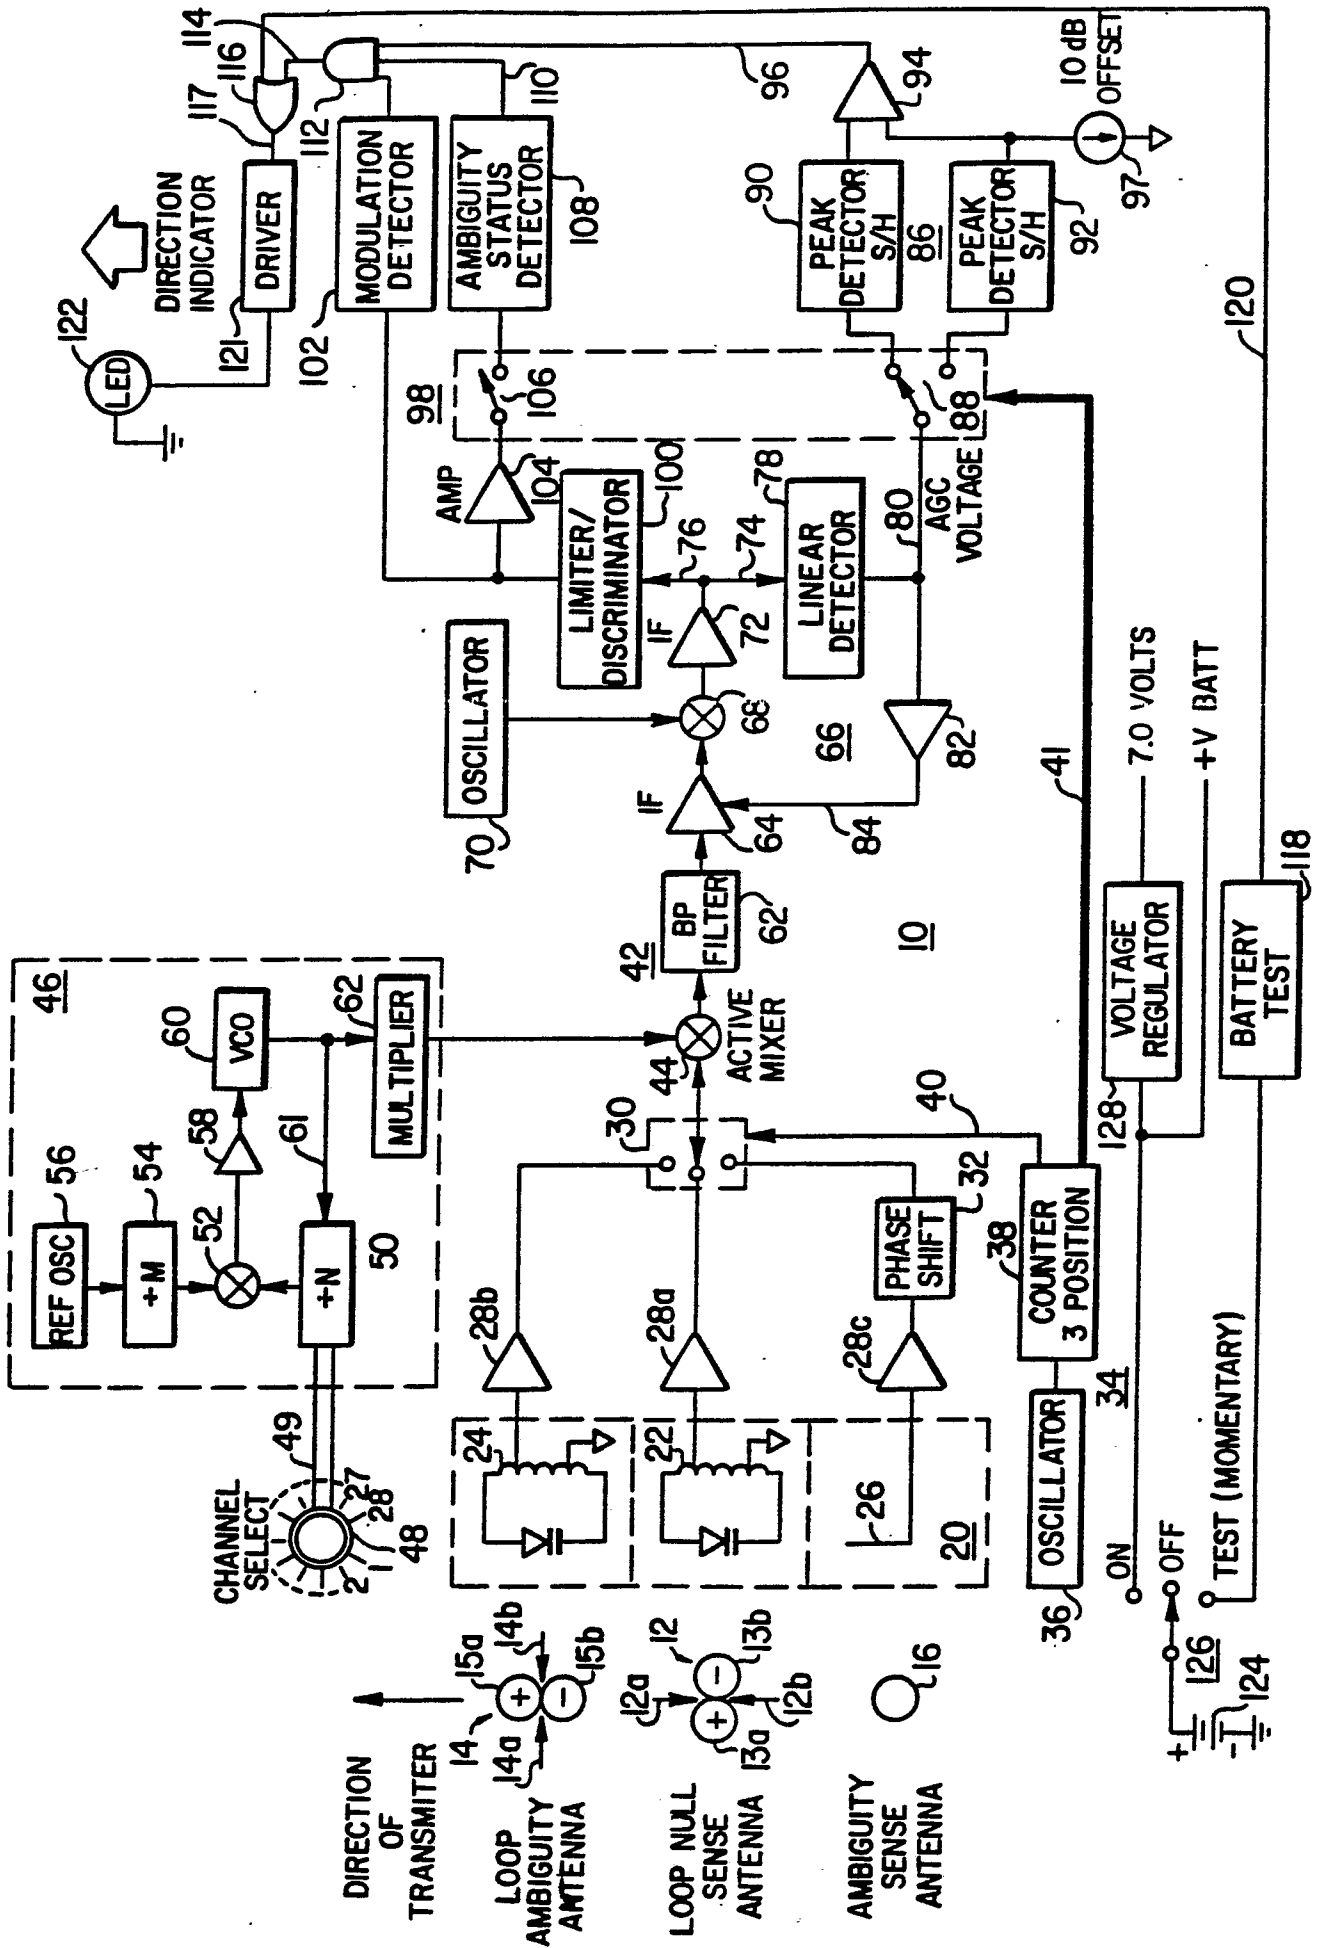 DIRECTION
OF
TRANSMITER
LOOP
AMBIGUITY
ANTENNA
LOOP NULL
SENSE
ANTENNA
AMBIGUITY
SENSE
ANTENNA
14
15a
14b
14a
15b
12
12a
13b
12b
13a
16
+
-
+
-
CHANNEL
SELECT
49
27
28
48
1
2
46
REF OSC
56
÷M
54
52
÷N
50
58
61
VCO
60
MULTIPLIER
62
24
22
26
20
28b
28a
28c
PHASE
SHIFT
32
30
40
41
OSCILLATOR
36
COUNTER
3 POSITION
38
34
+
-
124
126
ON
OFF
TEST (MOMENTARY)
VOLTAGE
REGULATOR
128
7.0 VOLTS
+V BATT
BATTERY
TEST
118
120
44
ACTIVE
MIXER
42
BP
FILTER
62
10
IF
64
66
OSCILLATOR
70
68
IF
72
76
74
84
82
LIMITER/
DISCRIMINATOR
100
LINEAR
DETECTOR
78
80
AGC
VOLTAGE
AMP
104
98
106
88
LED
122
DIRECTION
INDICATOR
DRIVER
121
117
116
114
112
MODULATION
DETECTOR
102
AMBIGUITY
STATUS
DETECTOR
108
110
96
PEAK
DETECTOR
S/H
90
86
PEAK
DETECTOR
S/H
92
94
10 dB
OFFSET
97